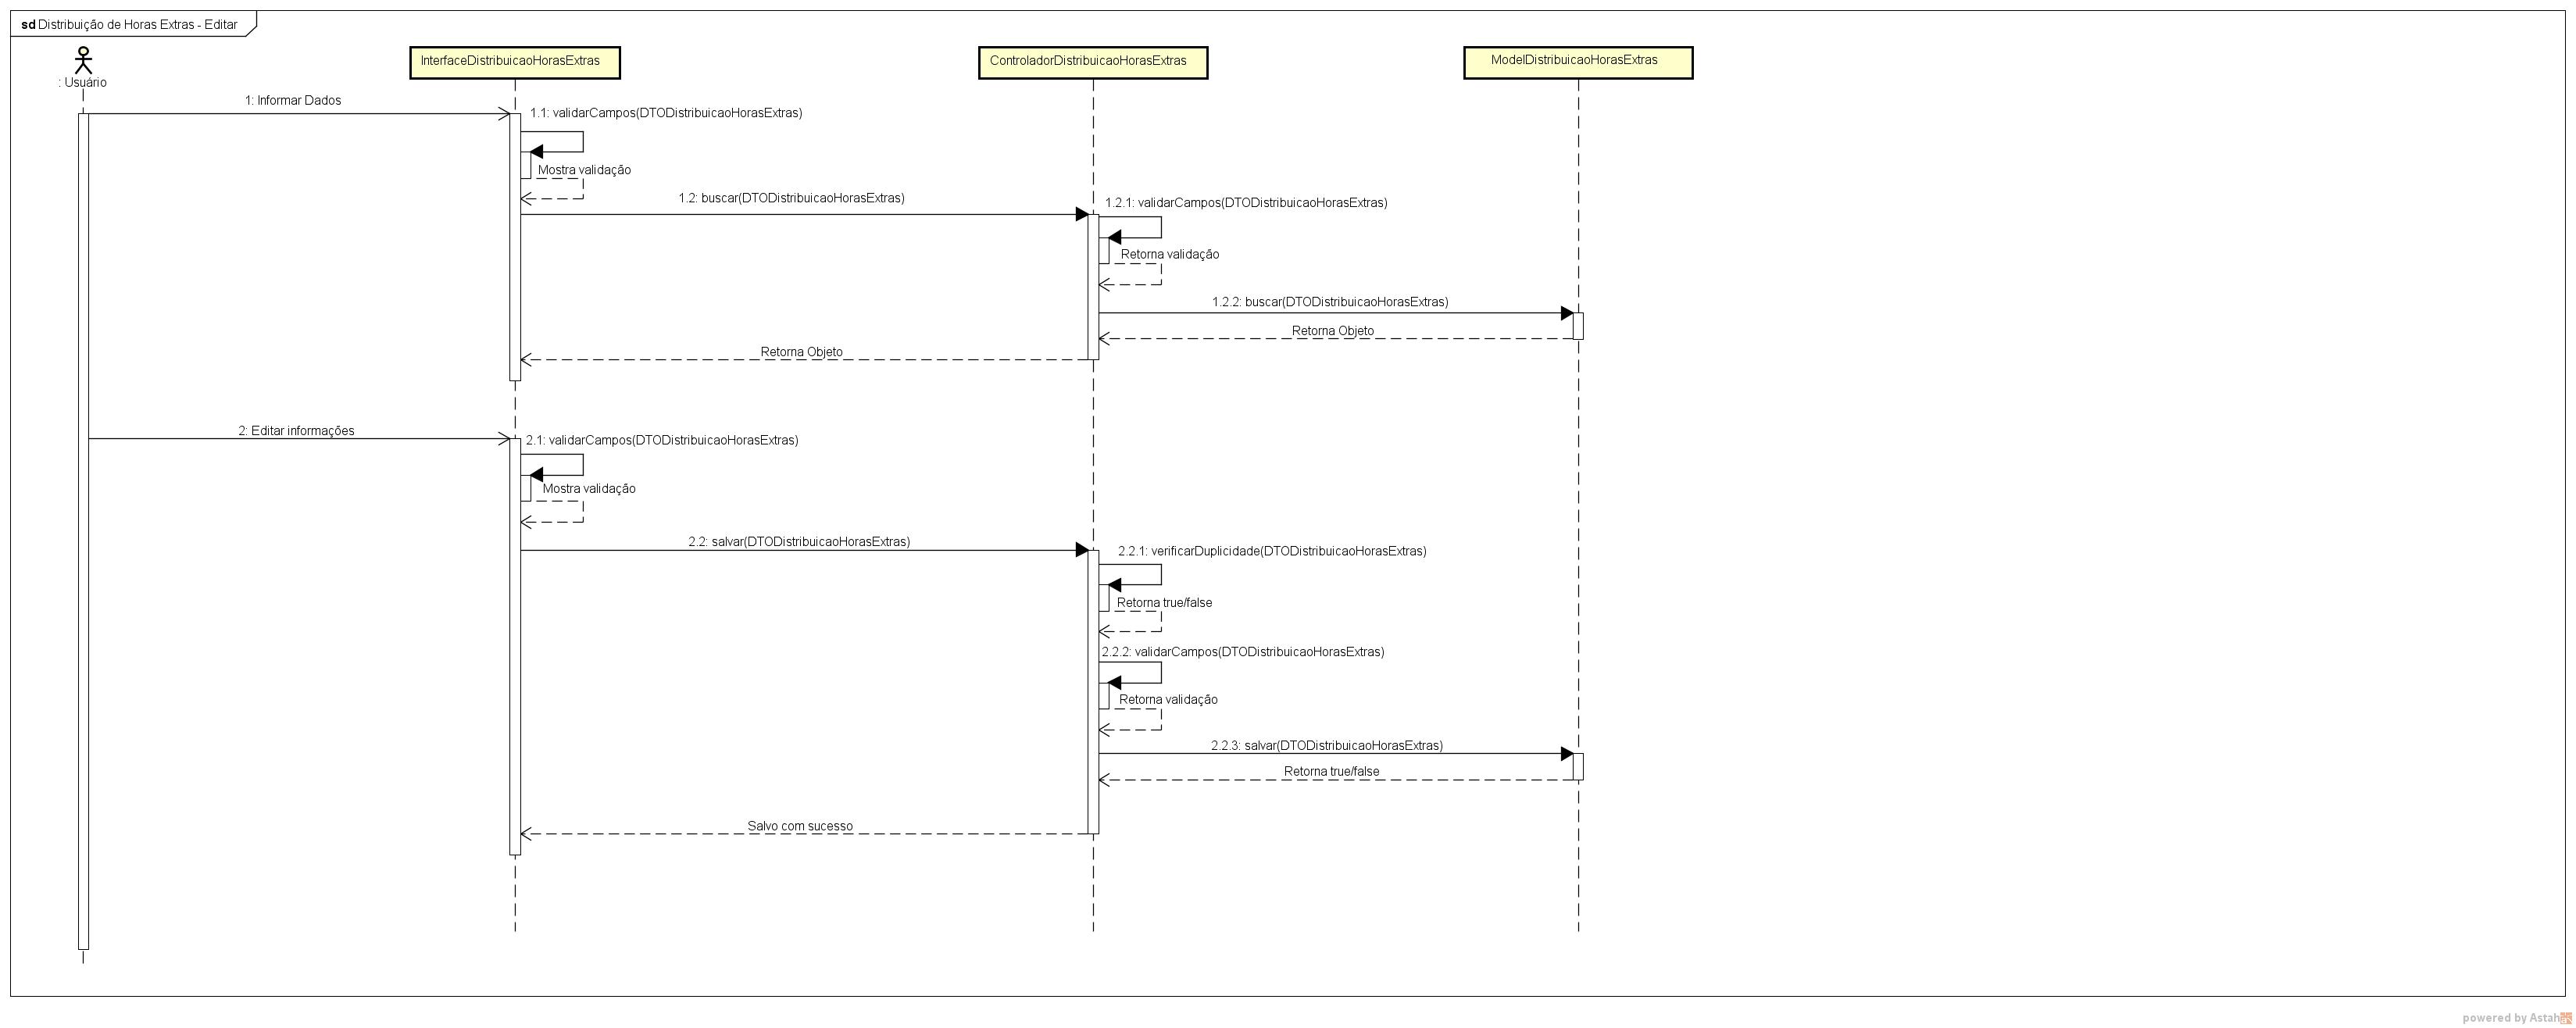 sd Distribuição de Horas Extras - Editar
: Usuário
InterfaceDistribuicaoHorasExtras
ControladorDistribuicaoHorasExtras
ModelDistribuicaoHorasExtras
1: Informar Dados
1.1: validarCampos(DTODistribuicaoHorasExtras)
Mostra validação
1.2: buscar(DTODistribuicaoHorasExtras)
1.2.1: validarCampos(DTODistribuicaoHorasExtras)
Retorna validação
1.2.2: buscar(DTODistribuicaoHorasExtras)
Retorna Objeto
Retorna Objeto
2: Editar informações
2.1: validarCampos(DTODistribuicaoHorasExtras)
Mostra validação
2.2: salvar(DTODistribuicaoHorasExtras)
2.2.1: verificarDuplicidade(DTODistribuicaoHorasExtras)
Retorna true/false
2.2.2: validarCampos(DTODistribuicaoHorasExtras)
Retorna validação
2.2.3: salvar(DTODistribuicaoHorasExtras)
Retorna true/false
Salvo com sucesso
powered by Astah